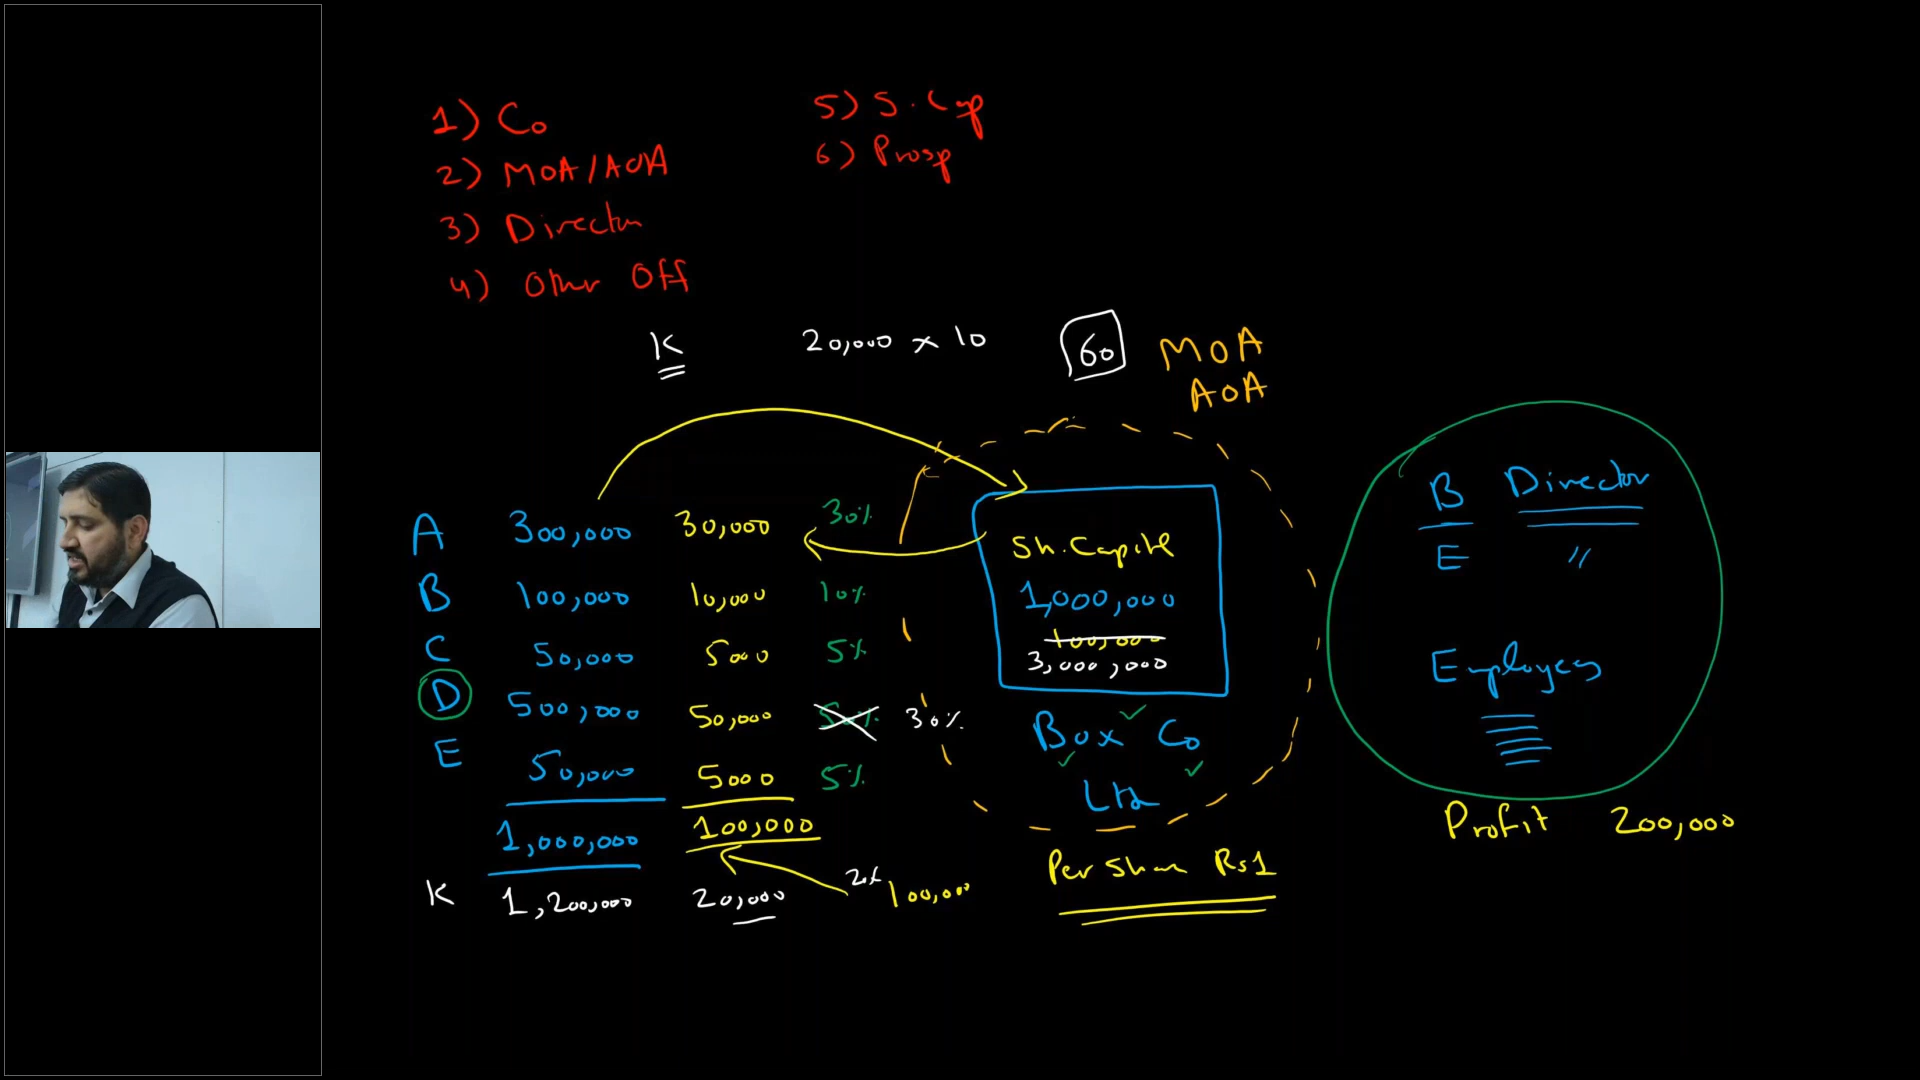 1) Co
2) MOA/AOA
3) Director
4) Other Off
5) S. Cap
6) Prosp
K 20,000 x 10 60
MOA
AOA
A 300,000 30,000 30%
B 100,000 10,000 10%
C 50,000 5000 5%
D 500,000 50,000 30%
E 50,000 5000 5%
1,000,000 100,000
K 1,200,000 20,000
100,000
Sh. Capital
1,000,000
100,000
3,000,000
Box Co
Ltd
Per Share Rs1
B Director
E "
Employees
Profit 200,000